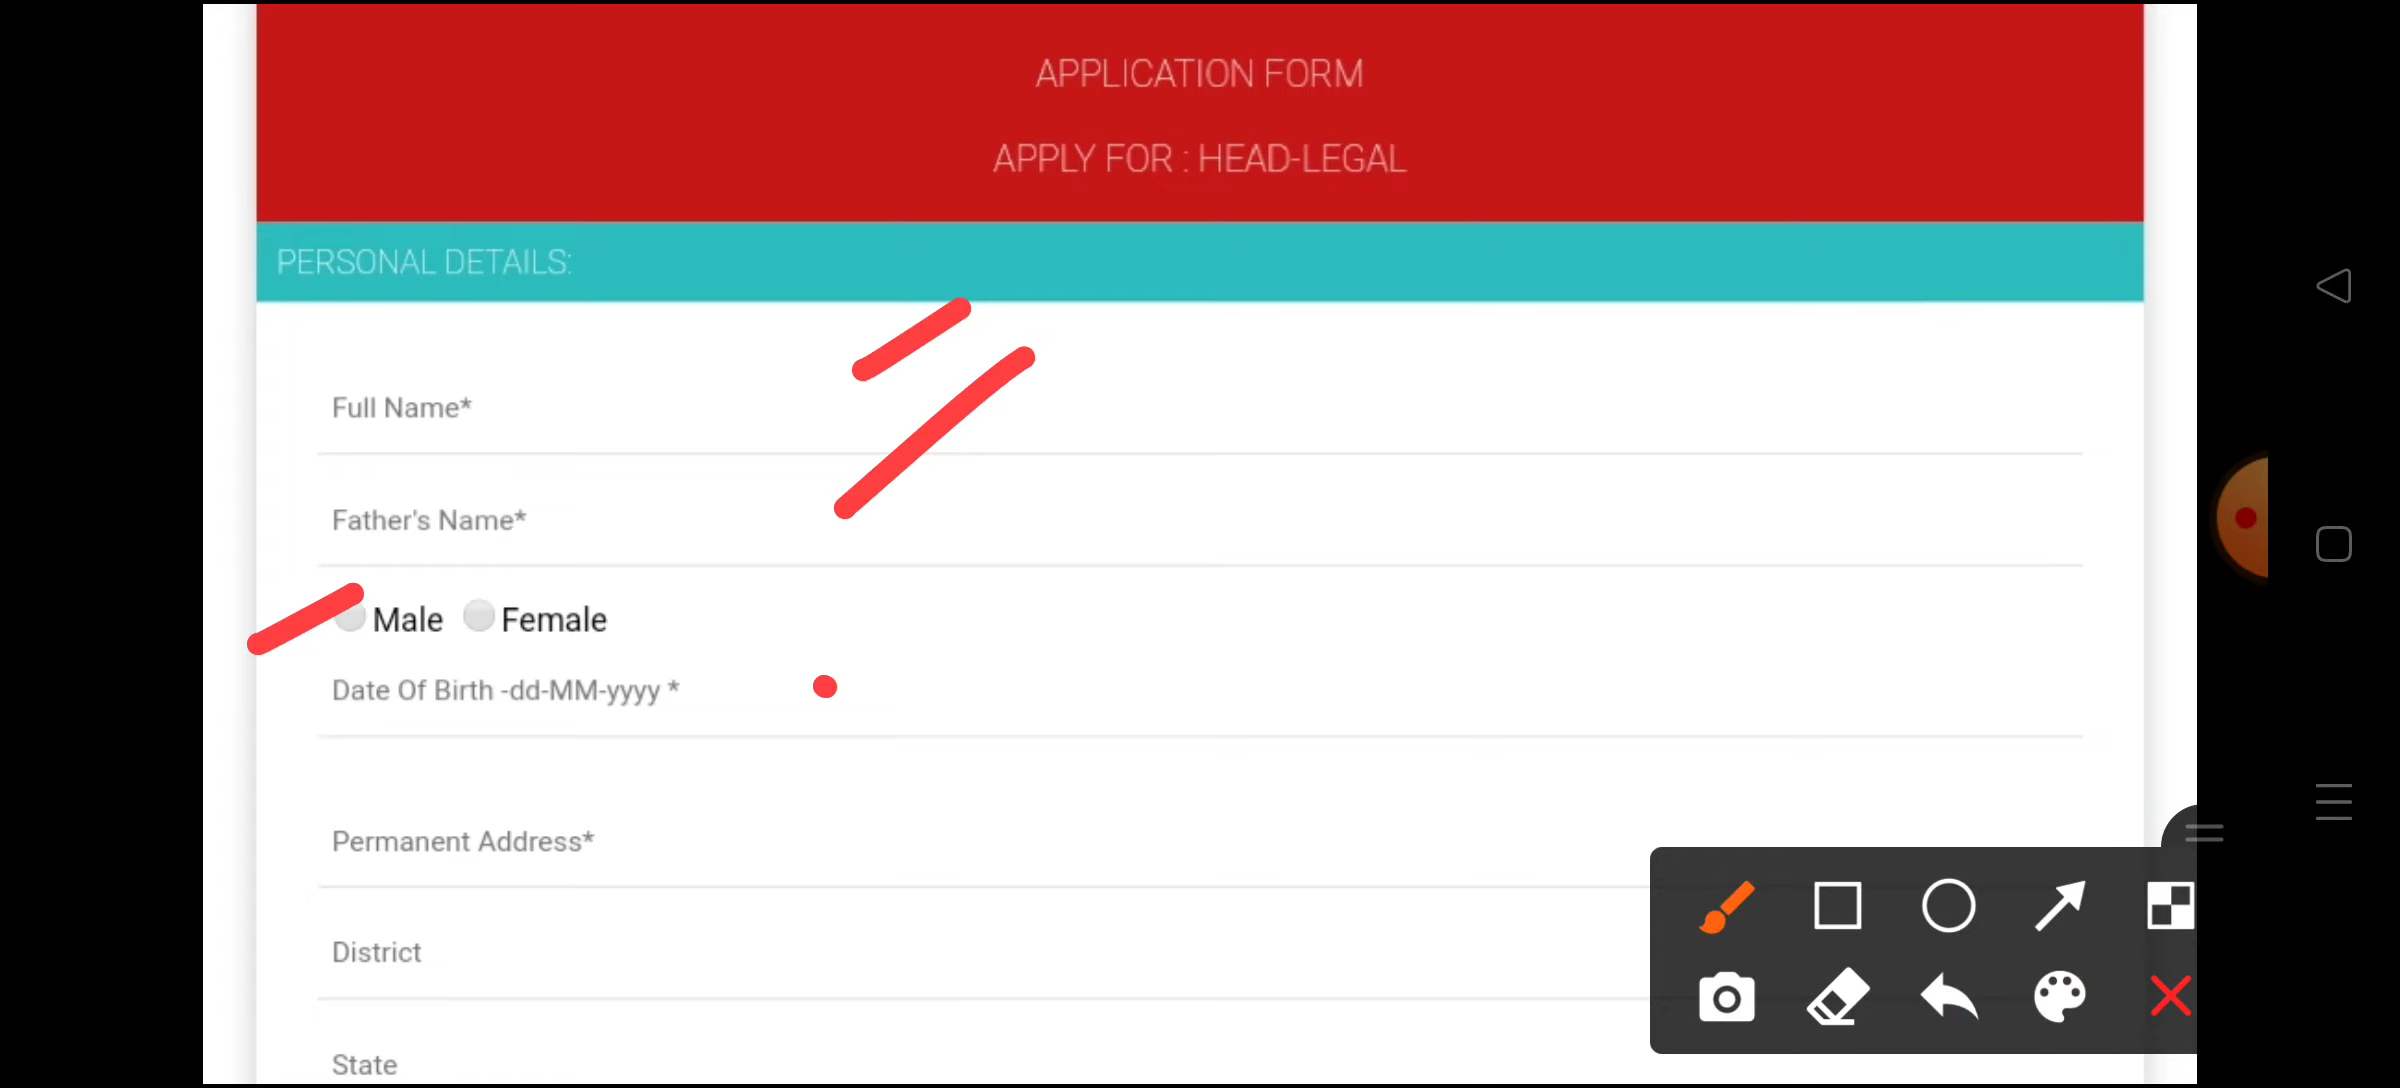 APPLICATION FORM
APPLY FOR : HEAD-LEGAL
PERSONAL DETAILS:
Full Name*
Father's Name*
Male Female
Date Of Birth -dd-MM-yyyy *
Permanent Address*
District
State